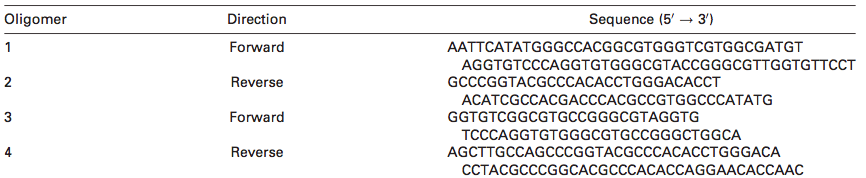 Oligomer Direction Sequence (5′ → 3′)
1 Forward AATTCATATGGGCCACGGCGTGGGTCGTGGCGATGT
AGGTGTCCCAGGTGTGGGCGTACCGGGCGTTGGTGTTCCT
2 Reverse GCCCGGTACGCCCACACCTGGGACACCT
ACATCGCCACGACCCACGCCGTGGCCCATATG
3 Forward GGTGTCGGCGTGCCGGGCGTAGGTG
TCCCAGGTGTGGGCGTGCCGGGCTGGCA
4 Reverse AGCTTGCCAGCCCGGTACGCCCACACCTGGGACA
CCTACGCCCGGCACGCCCACACCAGGAACACCAAC